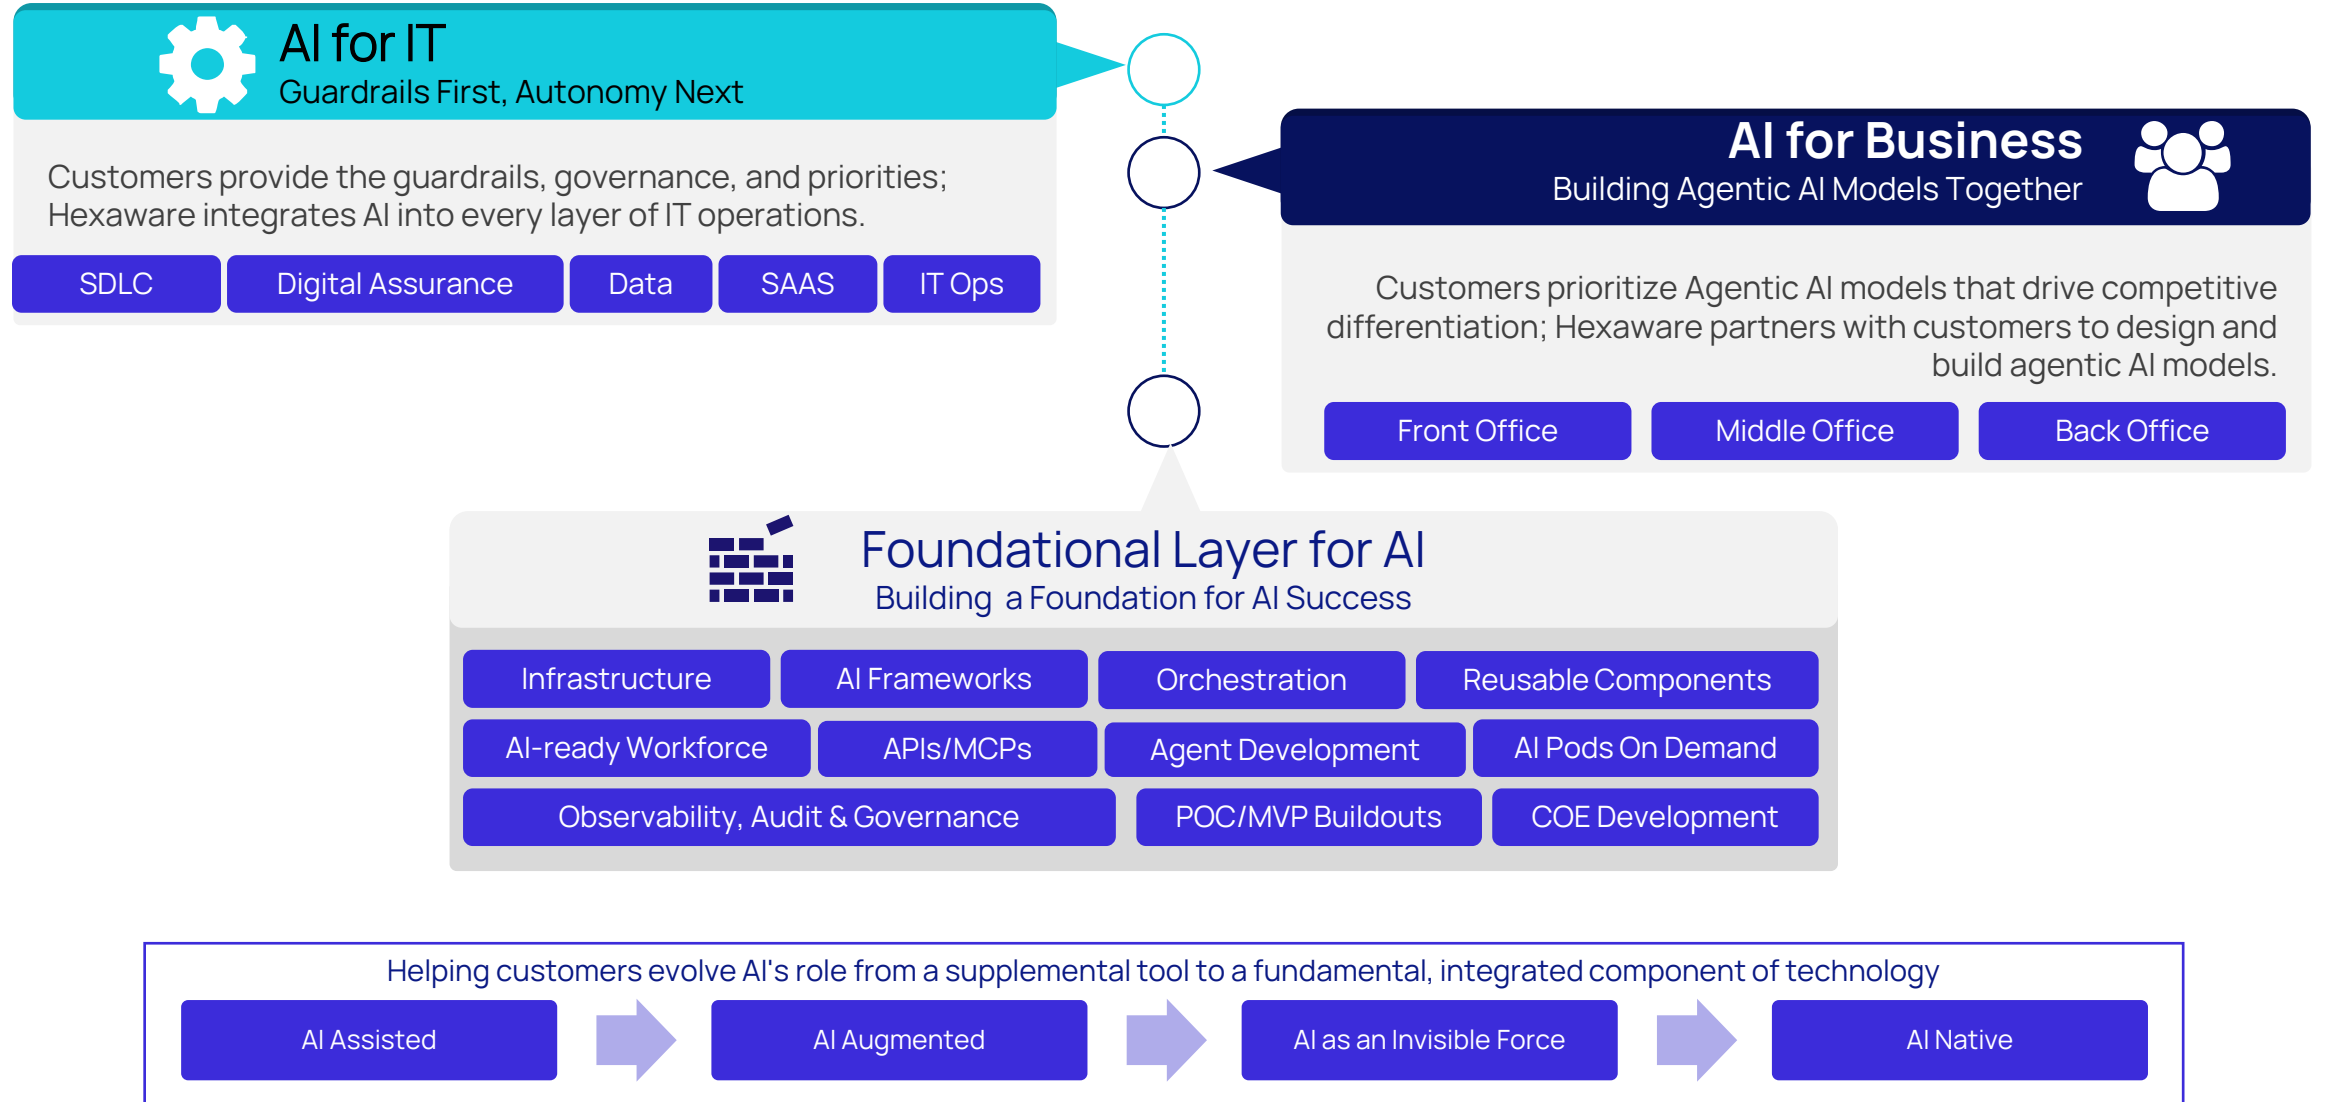 AI for IT
Guardrails First, Autonomy Next
Customers provide the guardrails, governance, and priorities;
Hexaware integrates AI into every layer of IT operations.
SDLC
Digital Assurance
Data
SAAS
IT Ops
AI for Business
Building Agentic AI Models Together
Customers prioritize Agentic AI models that drive competitive
differentiation; Hexaware partners with customers to design and
build agentic AI models.
Front Office
Middle Office
Back Office
Foundational Layer for AI
Building a Foundation for AI Success
Infrastructure
AI Frameworks
Orchestration
Reusable Components
AI-ready Workforce
APIs/MCPs
Agent Development
AI Pods On Demand
Observability, Audit & Governance
POC/MVP Buildouts
COE Development
Helping customers evolve AI's role from a supplemental tool to a fundamental, integrated component of technology
AI Assisted
AI Augmented
AI as an Invisible Force
AI Native